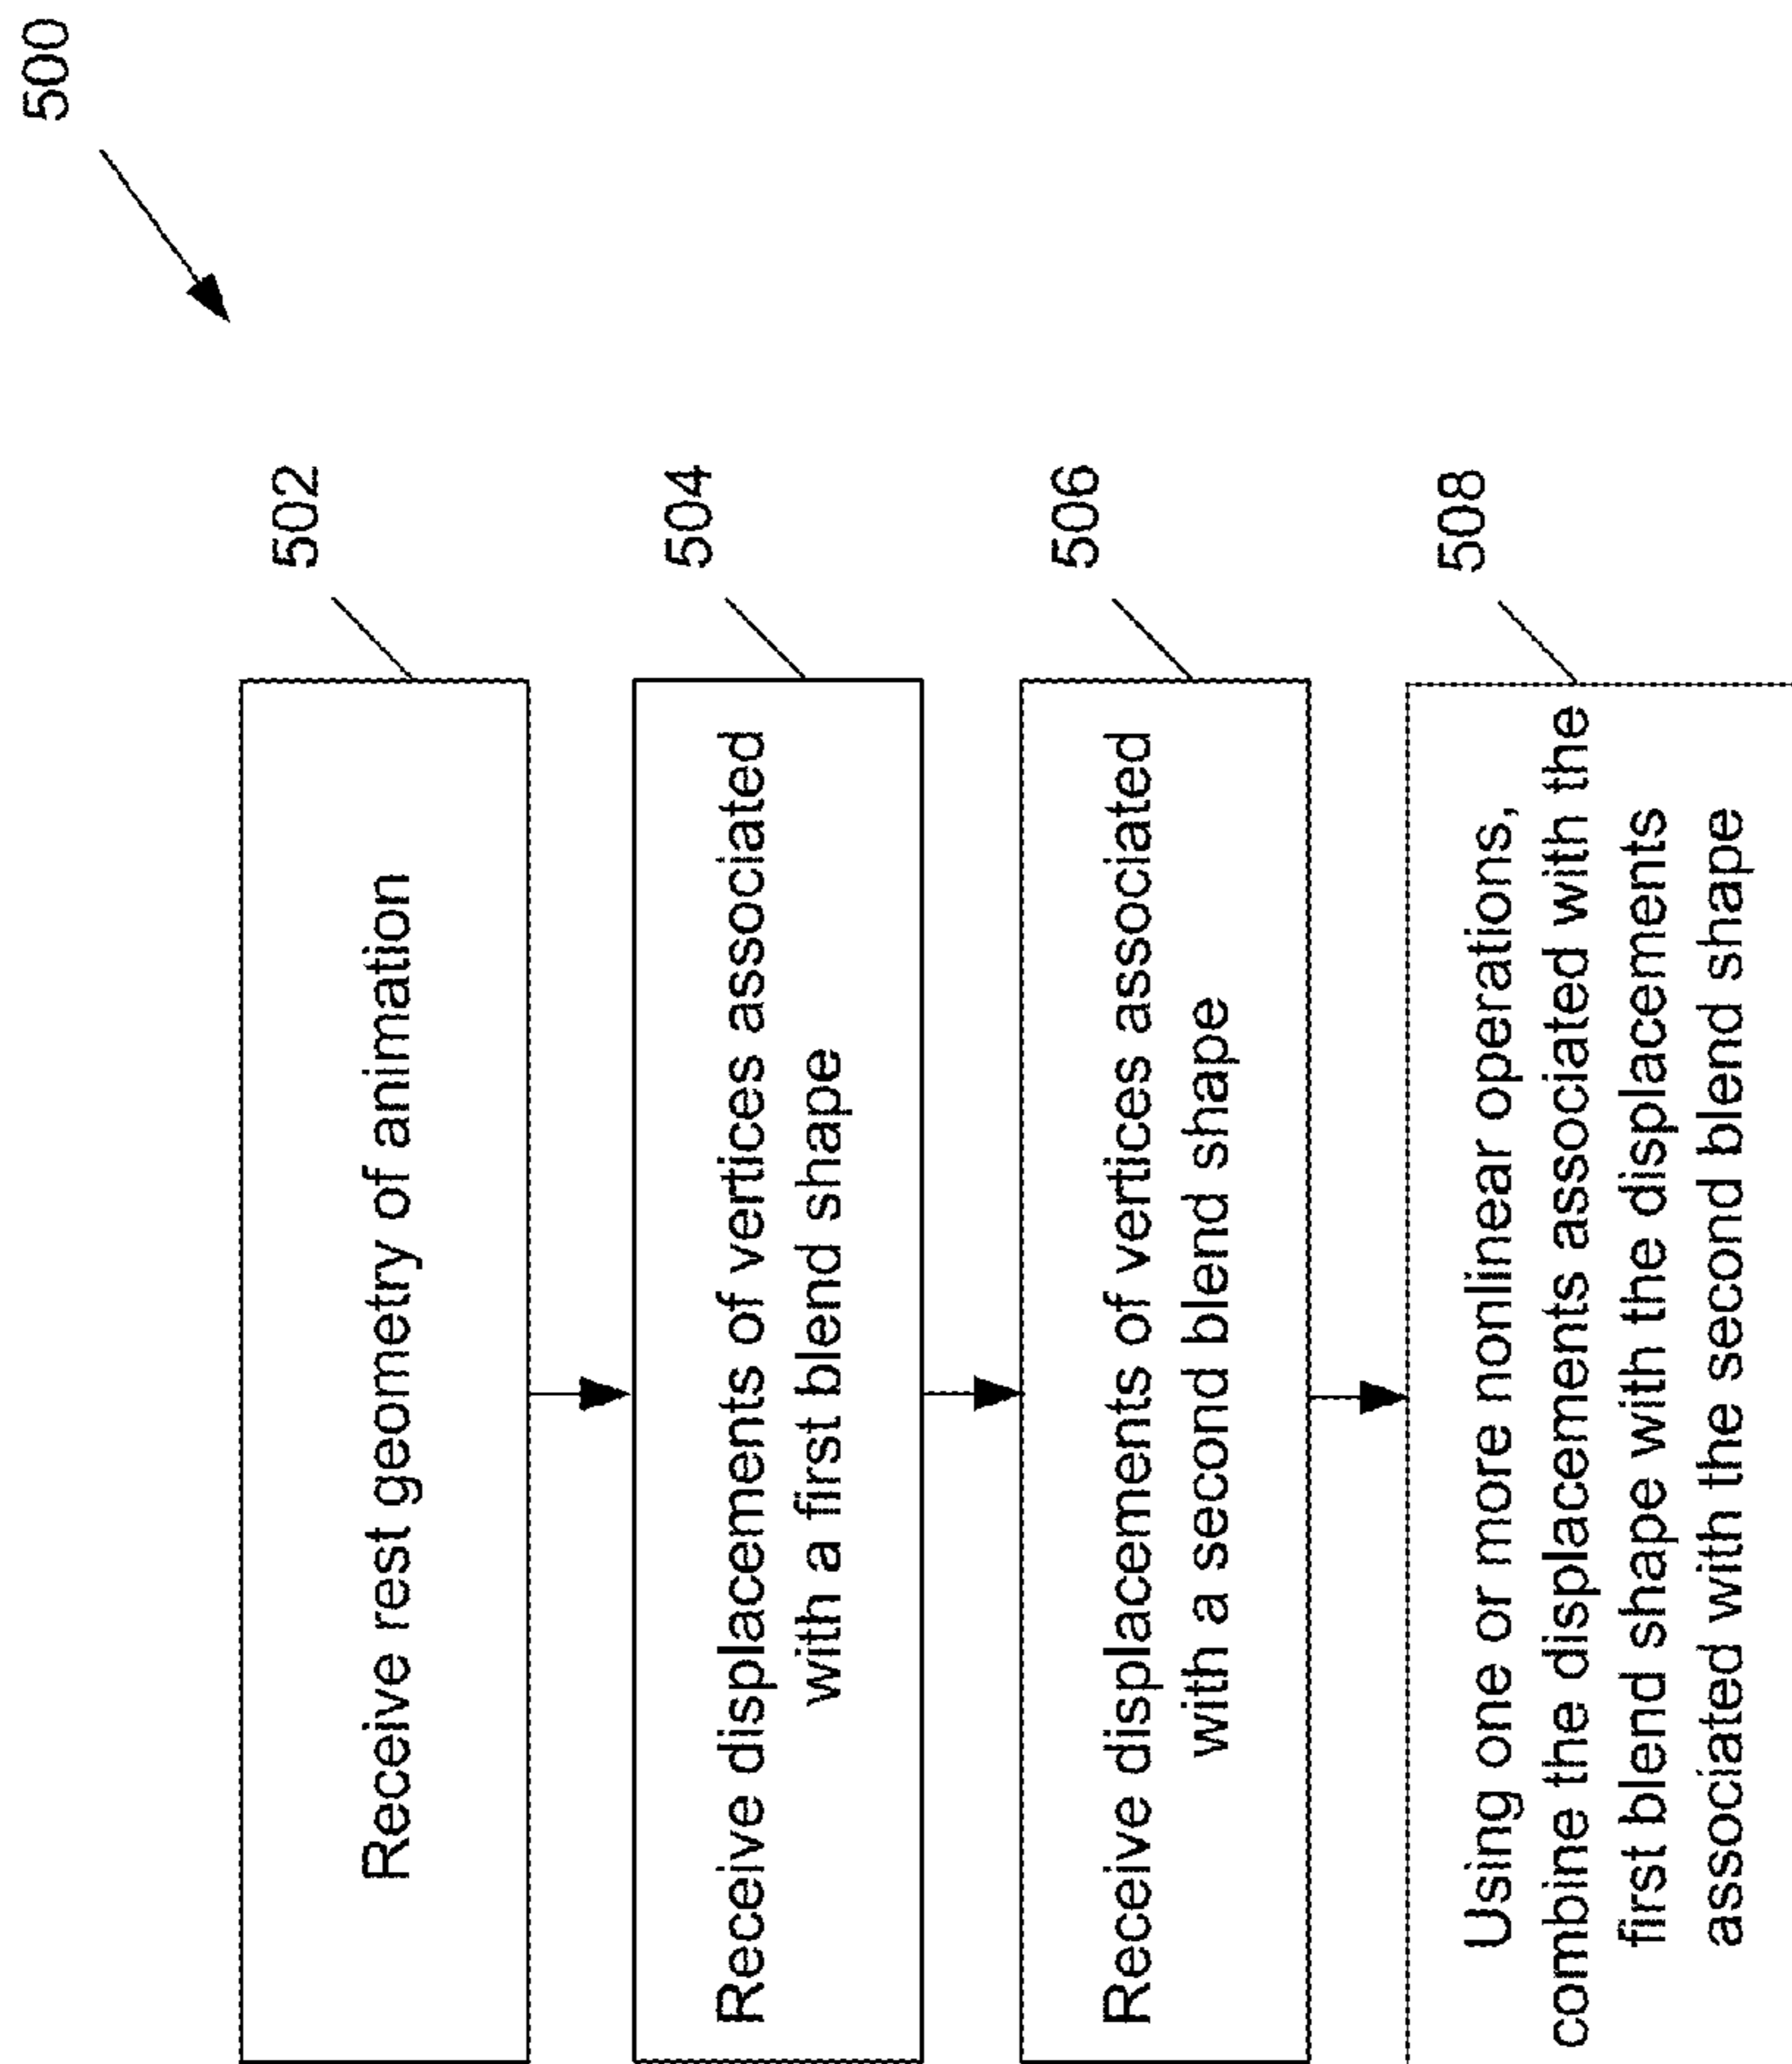 500
502
Receive rest geometry of animation
504
Receive displacements of vertices associated
with a first blend shape
506
Receive displacements of vertices associated
with a second blend shape
508
Using one or more nonlinear operations,
combine the displacements associated with the
first blend shape with the displacements
associated with the second blend shape